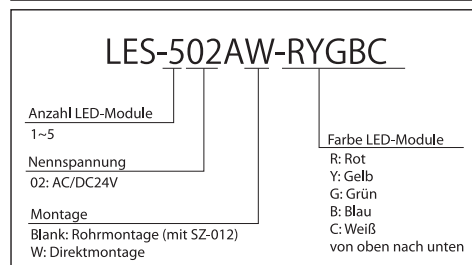 LES-502AW-RYGBC
Anzahl LED-Module
1~5
Nennspannung
02: AC/DC24V
Montage
Blank: Rohrmontage (mit SZ-012)
W: Direktmontage
Farbe LED-Module
R: Rot
Y: Gelb
G: Grün
B: Blau
C: Weiß
von oben nach unten